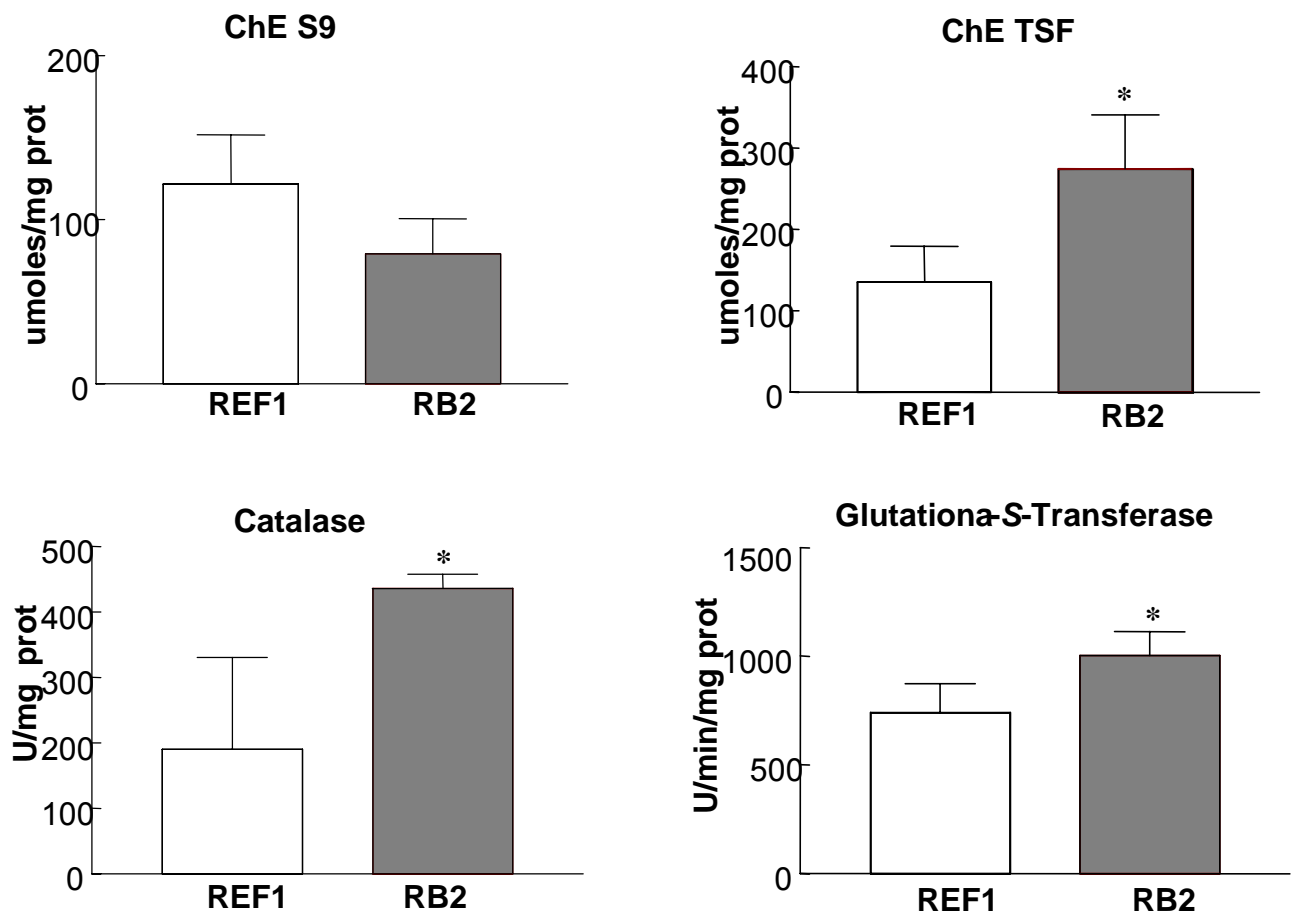 ChE S9
umoles/mg prot
200
100
0
REF1 RB2
ChE TSF
umoles/mg prot
400
*
300
200
100
0
REF1 RB2
Catalase
U/mg prot
500
*
400
300
200
100
0
REF1 RB2
Glutationa-S-Transferase
U/min/mg prot
1500
*
1000
500
0
REF1 RB2